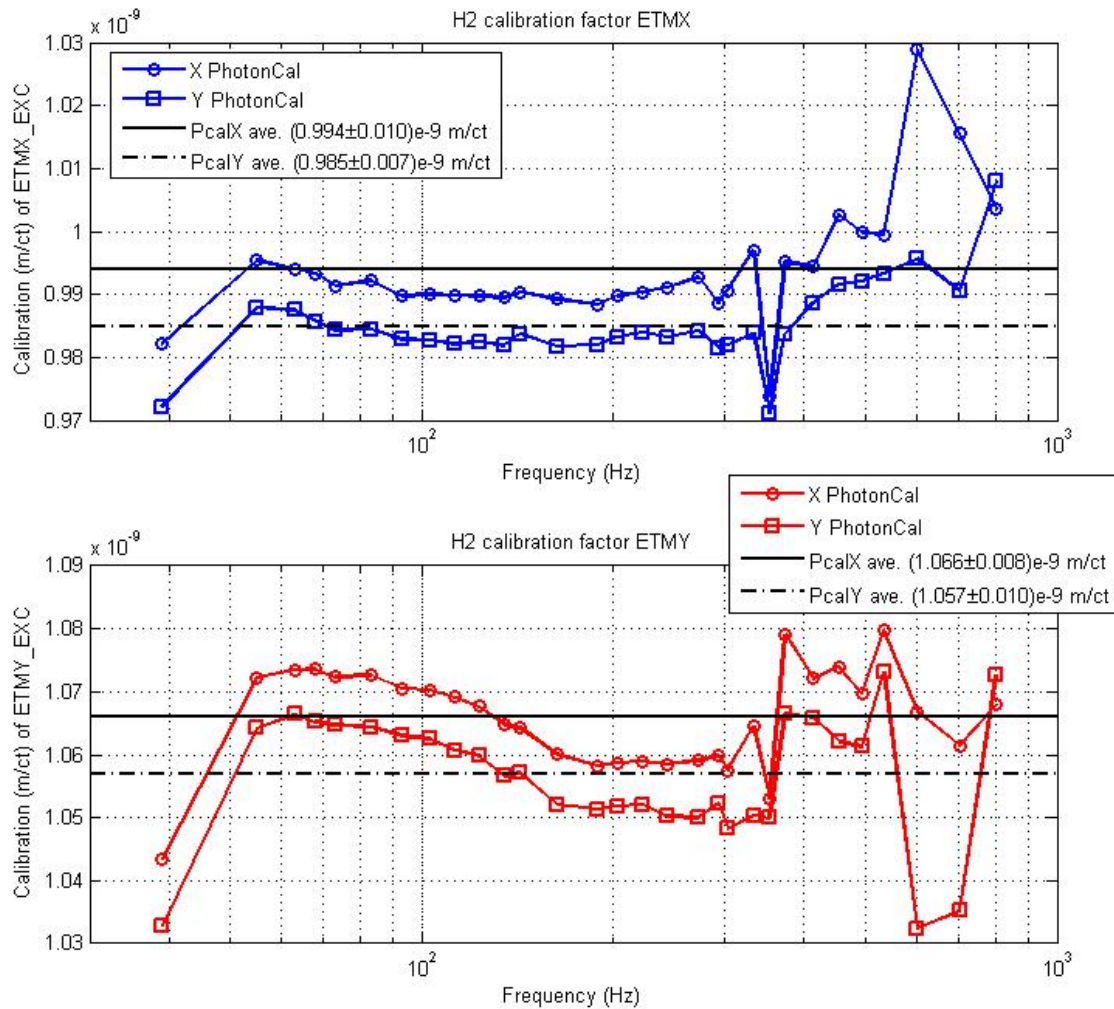 x 10^-9
H2 calibration factor ETMX
1.03
1.02
1.01
1
0.99
0.98
0.97
Calibration (m/ct) of ETMX_EXC
X PhotonCal
Y PhotonCal
PcalX ave. (0.994±0.010)e-9 m/ct
PcalY ave. (0.985±0.007)e-9 m/ct
10^2
10^3
Frequency (Hz)
x 10^-9
H2 calibration factor ETMY
1.09
1.08
1.07
1.06
1.05
1.04
1.03
Calibration (m/ct) of ETMY_EXC
X PhotonCal
Y PhotonCal
PcalX ave. (1.066±0.008)e-9 m/ct
PcalY ave. (1.057±0.010)e-9 m/ct
10^2
10^3
Frequency (Hz)